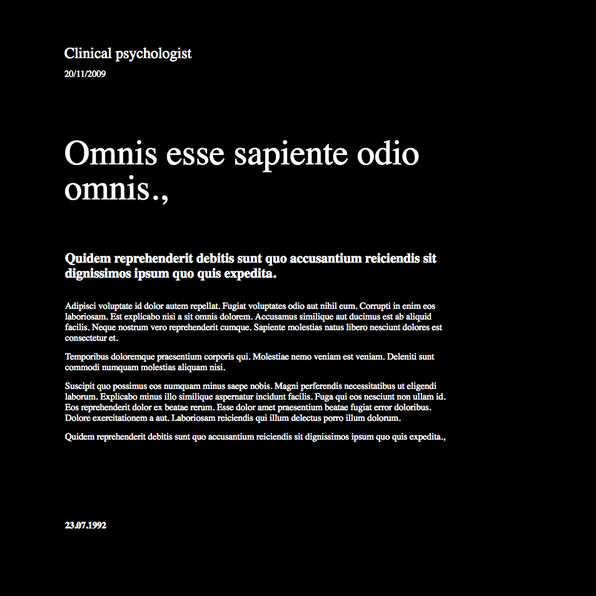 Clinical psychologist
20/11/2009
Omnis esse sapiente odio
omnis.,
Quidem reprehenderit debitis sunt quo accusantium reiciendis sit
dignissimos ipsum quo quis expedita.
Adipisci voluptate id dolor autem repellat. Fugiat voluptates odio aut nihil eum. Corrupti in enim eos
laboriosam. Est explicabo nisi a sit omnis dolorem. Accusamus similique aut ducimus est ab aliquid
facilis. Neque nostrum vero reprehenderit cumque. Sapiente molestias natus libero nesciunt dolores est
consectetur et.
Temporibus doloremque praesentium corporis qui. Molestiae nemo veniam est veniam. Deleniti sunt
commodi numquam molestias aliquam nisi.
Suscipit quo possimus eos numquam minus saepe nobis. Magni perferendis necessitatibus ut eligendi
laborum. Explicabo minus illo similique aspernatur incidunt facilis. Fuga qui eos nesciunt non ullam id.
Eos reprehenderit dolor ex beatae rerum. Esse dolor amet praesentium beatae fugiat error doloribus.
Dolore exercitationem a aut. Laboriosam reiciendis qui illum delectus porro illum dolorum.
Quidem reprehenderit debitis sunt quo accusantium reiciendis sit dignissimos ipsum quo quis expedita.,
23.07.1992